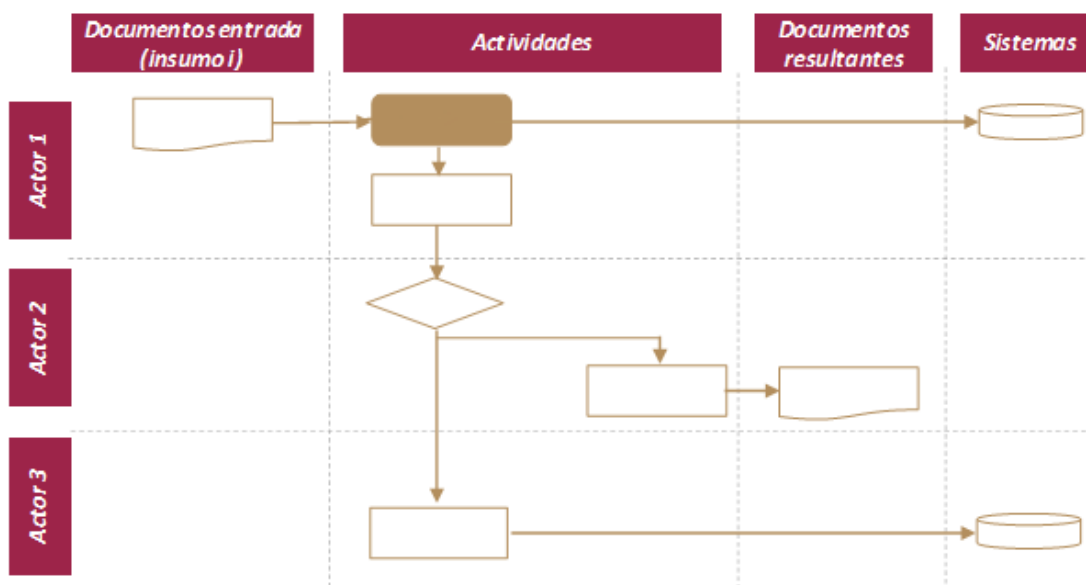 Documentos entrada
(insumo i)
Actividades
Documentos
resultantes
Sistemas
Actor 1
Actor 2
Actor 3